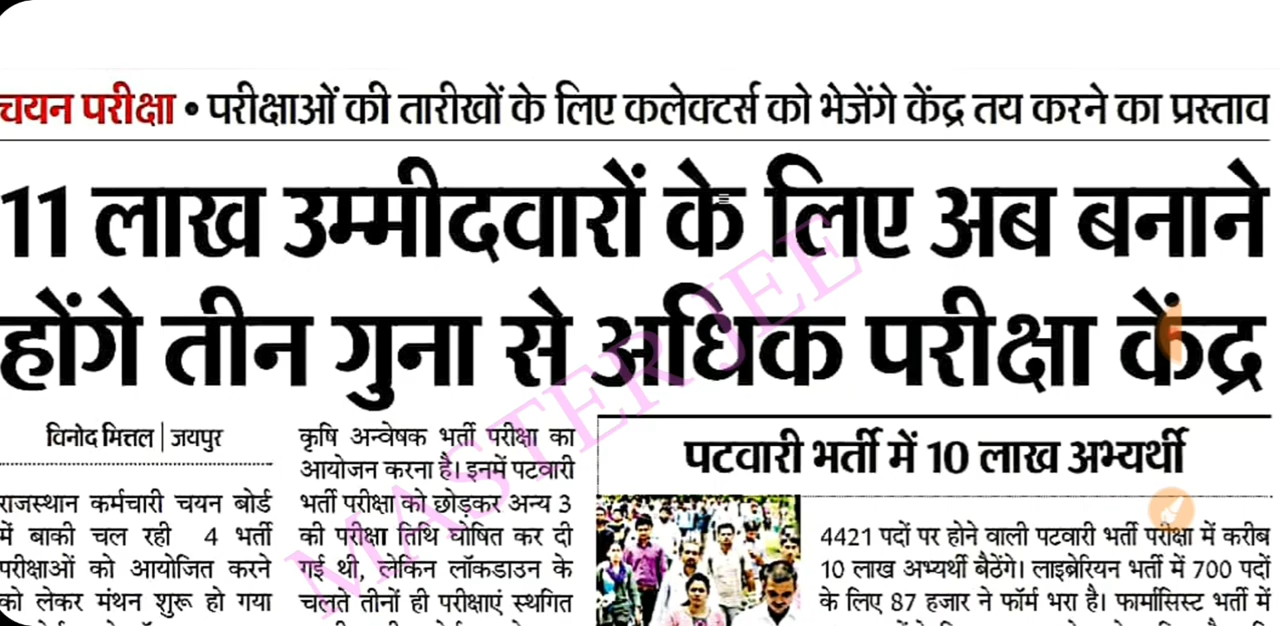 चयन परीक्षा • परीक्षाओं की तारीखों के लिए कलेक्टर्स को भेजेंगे केंद्र तय करने का प्रस्ताव
11 लाख उम्मीदवारों के लिए अब बनाने
होंगे तीन गुना से अधिक परीक्षा केंद्र
विनोद मित्तल | जयपुर
राजस्थान कर्मचारी चयन बोर्ड
में बाकी चल रही 4 भर्ती
परीक्षाओं को आयोजित करने
को लेकर मंथन शुरू हो गया
कृषि अन्वेषक भर्ती परीक्षा का
आयोजन करना है। इनमें पटवारी
भर्ती परीक्षा को छोड़कर अन्य 3
की परीक्षा तिथि घोषित कर दी
गई थी, लेकिन लॉकडाउन के
चलते तीनों ही परीक्षाएं स्थगित
पटवारी भर्ती में 10 लाख अभ्यर्थी
4421 पदों पर होने वाली पटवारी भर्ती परीक्षा में करीब
10 लाख अभ्यर्थी बैठेंगे। लाइब्रेरियन भर्ती में 700 पदों
के लिए 87 हजार ने फॉर्म भरा है। फार्मासिस्ट भर्ती में
MASTER JEE